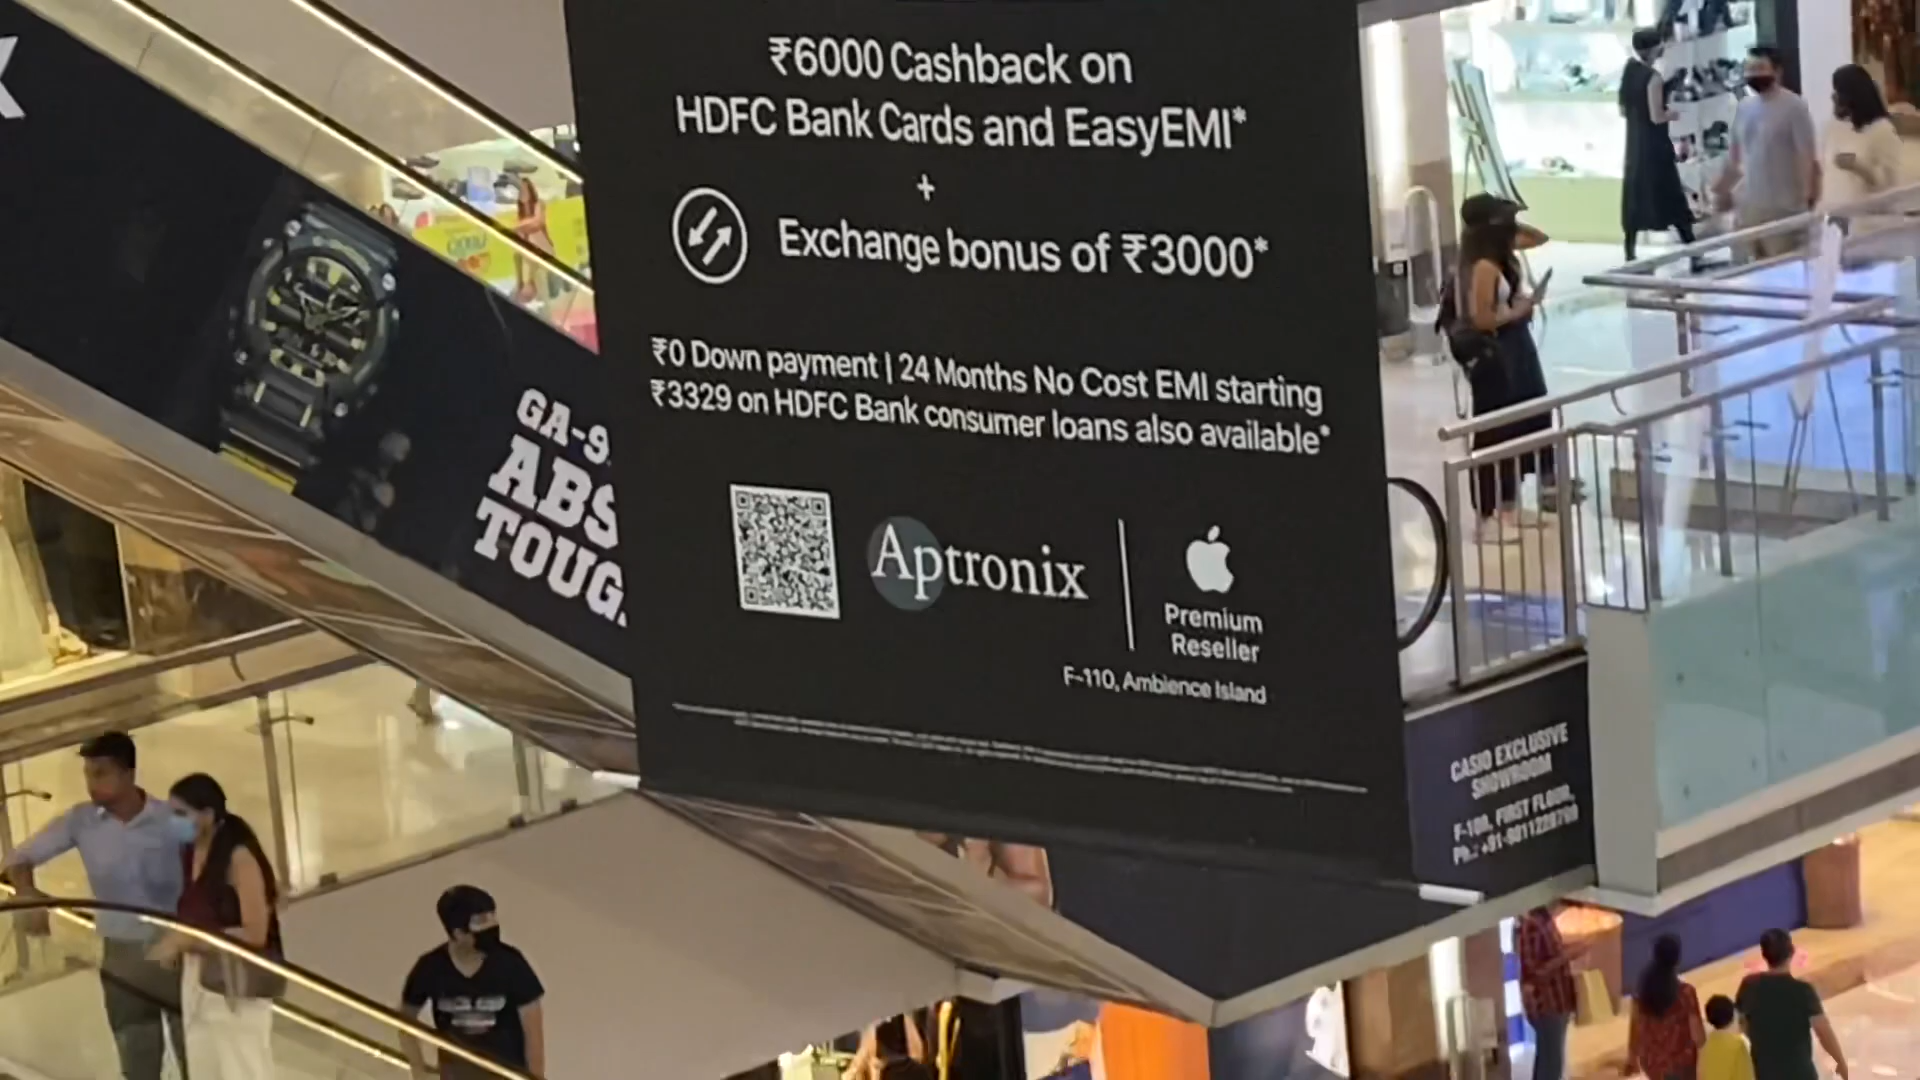 ₹6000 Cashback on
HDFC Bank Cards and EasyEMI*
+
Exchange bonus of ₹3000*
₹0 Down payment | 24 Months No Cost EMI starting
₹3329 on HDFC Bank consumer loans also available*
Aptronix
Premium
Reseller
F-110, Ambience Island
GA-9
ABS
TOUG
CASIO EXCLUSIVE
SHOWROOM
FIRST FLOOR,